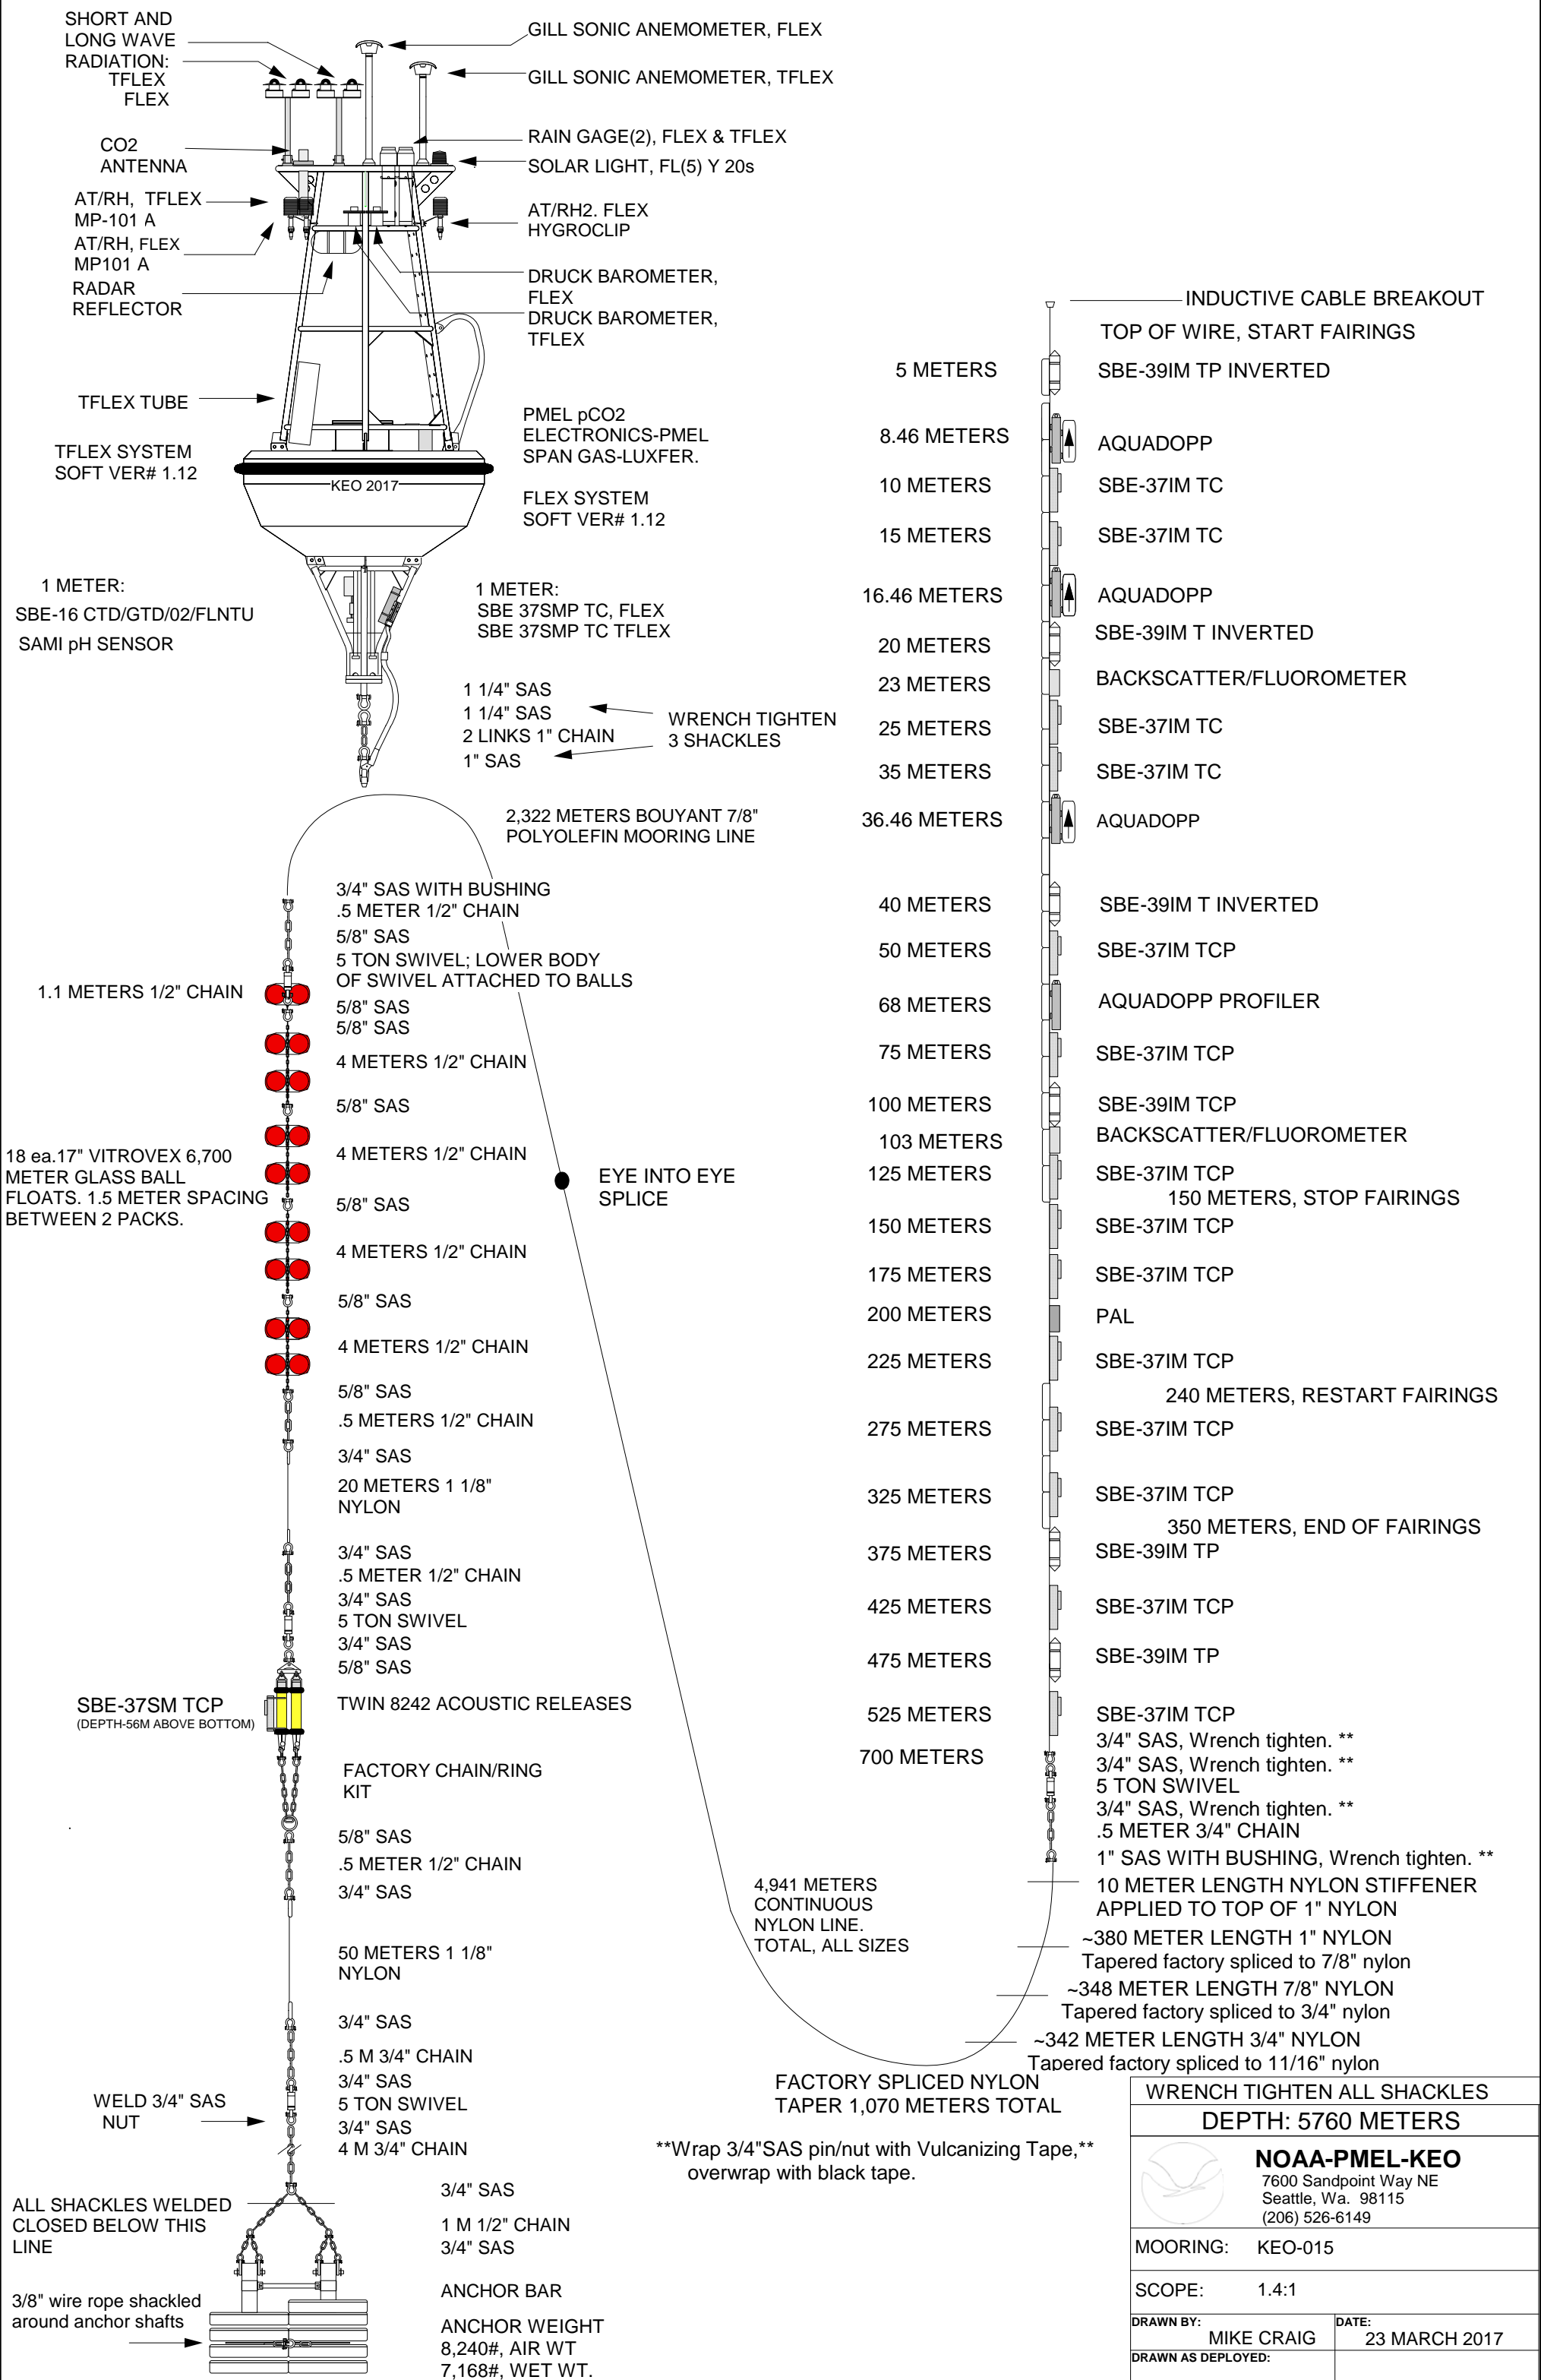 SHORT AND
LONG WAVE
RADIATION:
TFLEX
FLEX
CO2
ANTENNA
AT/RH, TFLEX
MP-101 A
AT/RH, FLEX
MP101 A
RADAR
REFLECTOR
TFLEX TUBE
TFLEX SYSTEM
SOFT VER# 1.12
GILL SONIC ANEMOMETER, FLEX
GILL SONIC ANEMOMETER, TFLEX
RAIN GAGE(2), FLEX & TFLEX
SOLAR LIGHT, FL(5) Y 20s
AT/RH2. FLEX
HYGROCLIP
DRUCK BAROMETER,
FLEX
DRUCK BAROMETER,
TFLEX
PMEL pCO2
ELECTRONICS-PMEL
SPAN GAS-LUXFER.
KEO 2017
FLEX SYSTEM
SOFT VER# 1.12
1 METER:
SBE-16 CTD/GTD/02/FLNTU
SAMI pH SENSOR
1 METER:
SBE 37SMP TC, FLEX
SBE 37SMP TC TFLEX
1 1/4" SAS
1 1/4" SAS
2 LINKS 1" CHAIN
1" SAS
WRENCH TIGHTEN
3 SHACKLES
2,322 METERS BOUYANT 7/8"
POLYOLEFIN MOORING LINE
3/4" SAS WITH BUSHING
.5 METER 1/2" CHAIN
5/8" SAS
5 TON SWIVEL; LOWER BODY
OF SWIVEL ATTACHED TO BALLS
1.1 METERS 1/2" CHAIN
5/8" SAS
5/8" SAS
4 METERS 1/2" CHAIN
5/8" SAS
4 METERS 1/2" CHAIN
18 ea.17" VITROVEX 6,700
METER GLASS BALL
FLOATS. 1.5 METER SPACING
BETWEEN 2 PACKS.
5/8" SAS
4 METERS 1/2" CHAIN
5/8" SAS
4 METERS 1/2" CHAIN
5/8" SAS
.5 METERS 1/2" CHAIN
3/4" SAS
20 METERS 1 1/8"
NYLON
3/4" SAS
.5 METER 1/2" CHAIN
3/4" SAS
5 TON SWIVEL
3/4" SAS
5/8" SAS
SBE-37SM TCP
(DEPTH-56M ABOVE BOTTOM)
TWIN 8242 ACOUSTIC RELEASES
FACTORY CHAIN/RING
KIT
5/8" SAS
.5 METER 1/2" CHAIN
3/4" SAS
50 METERS 1 1/8"
NYLON
3/4" SAS
.5 M 3/4" CHAIN
3/4" SAS
5 TON SWIVEL
3/4" SAS
4 M 3/4" CHAIN
WELD 3/4" SAS
NUT
3/4" SAS
ALL SHACKLES WELDED
CLOSED BELOW THIS
LINE
1 M 1/2" CHAIN
3/4" SAS
ANCHOR BAR
3/8" wire rope shackled
around anchor shafts
ANCHOR WEIGHT
8,240#, AIR WT
7,168#, WET WT.
EYE INTO EYE
SPLICE
INDUCTIVE CABLE BREAKOUT
TOP OF WIRE, START FAIRINGS
5 METERS SBE-39IM TP INVERTED
8.46 METERS AQUADOPP
10 METERS SBE-37IM TC
15 METERS SBE-37IM TC
16.46 METERS AQUADOPP
20 METERS SBE-39IM T INVERTED
23 METERS BACKSCATTER/FLUOROMETER
25 METERS SBE-37IM TC
35 METERS SBE-37IM TC
36.46 METERS AQUADOPP
40 METERS SBE-39IM T INVERTED
50 METERS SBE-37IM TCP
68 METERS AQUADOPP PROFILER
75 METERS SBE-37IM TCP
100 METERS SBE-39IM TCP
103 METERS BACKSCATTER/FLUOROMETER
125 METERS SBE-37IM TCP
150 METERS, STOP FAIRINGS
150 METERS SBE-37IM TCP
175 METERS SBE-37IM TCP
200 METERS PAL
225 METERS SBE-37IM TCP
240 METERS, RESTART FAIRINGS
275 METERS SBE-37IM TCP
325 METERS SBE-37IM TCP
350 METERS, END OF FAIRINGS
375 METERS SBE-39IM TP
425 METERS SBE-37IM TCP
475 METERS SBE-39IM TP
525 METERS SBE-37IM TCP
3/4" SAS, Wrench tighten. **
700 METERS 3/4" SAS, Wrench tighten. **
5 TON SWIVEL
3/4" SAS, Wrench tighten. **
.5 METER 3/4" CHAIN
1" SAS WITH BUSHING, Wrench tighten. **
10 METER LENGTH NYLON STIFFENER
APPLIED TO TOP OF 1" NYLON
4,941 METERS
CONTINUOUS
NYLON LINE.
TOTAL, ALL SIZES
~380 METER LENGTH 1" NYLON
Tapered factory spliced to 7/8" nylon
~348 METER LENGTH 7/8" NYLON
Tapered factory spliced to 3/4" nylon
~342 METER LENGTH 3/4" NYLON
Tapered factory spliced to 11/16" nylon
FACTORY SPLICED NYLON
TAPER 1,070 METERS TOTAL
**Wrap 3/4"SAS pin/nut with Vulcanizing Tape,**
overwrap with black tape.
WRENCH TIGHTEN ALL SHACKLES
DEPTH: 5760 METERS
NOAA-PMEL-KEO
7600 Sandpoint Way NE
Seattle, Wa. 98115
(206) 526-6149
MOORING: KEO-015
SCOPE: 1.4:1
DRAWN BY:
MIKE CRAIG
DATE:
23 MARCH 2017
DRAWN AS DEPLOYED: